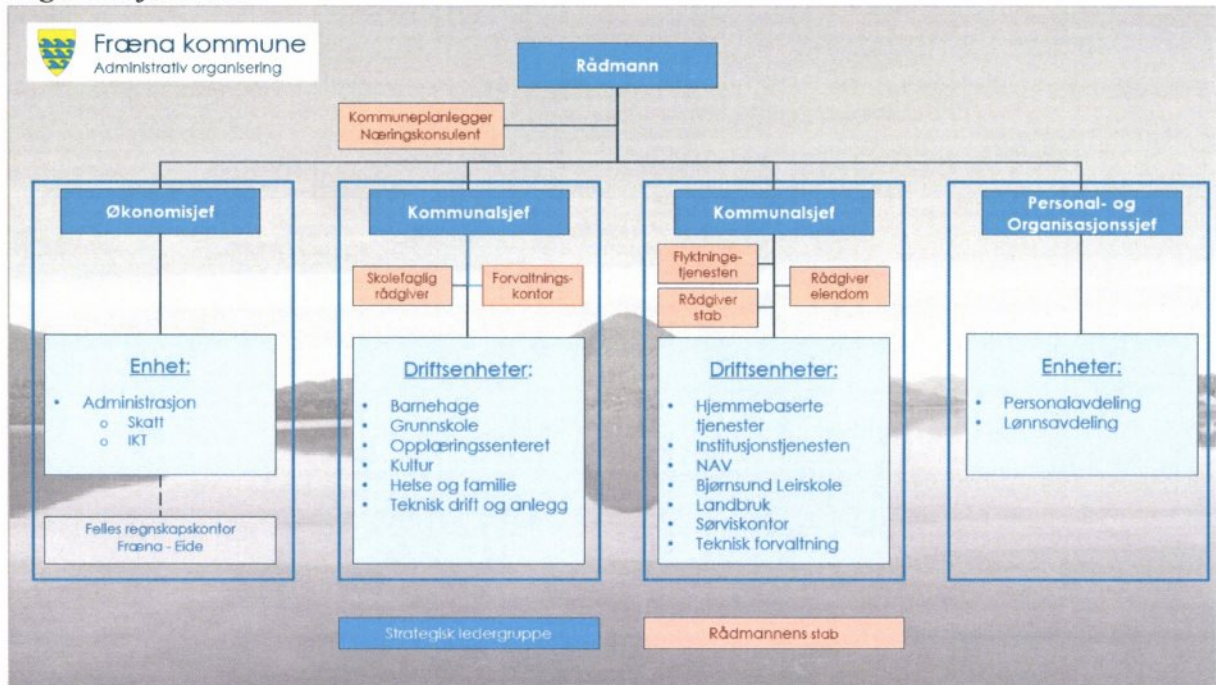 Fræna kommune
Administrativ organisering
Rådmann
Kommuneplanlegger
Næringskonsulent
Økonomisjef
Kommunalsjef
Kommunalsjef
Personal- og
Organisasjonssjef
Skolefaglig
rådgiver
Forvaltnings-
kontor
Flyktninge-
tjenesten
Rådgiver
stab
Rådgiver
eiendom
Enhet:
• Administrasjon
o Skatt
o IKT
Felles regnskapskontor
Fræna - Eide
Driftsenheter:
• Barnehage
• Grunnskole
• Opplæringssenteret
• Kultur
• Helse og familie
• Teknisk drift og anlegg
Driftsenheter:
• Hjemmebaserte
tjenester
• Institusjonstjenesten
• NAV
• Bjørnsund Leirskole
• Landbruk
• Sørviskontor
• Teknisk forvaltning
Enheter:
• Personalavdeling
• Lønnsavdeling
Strategisk ledergruppe
Rådmannens stab